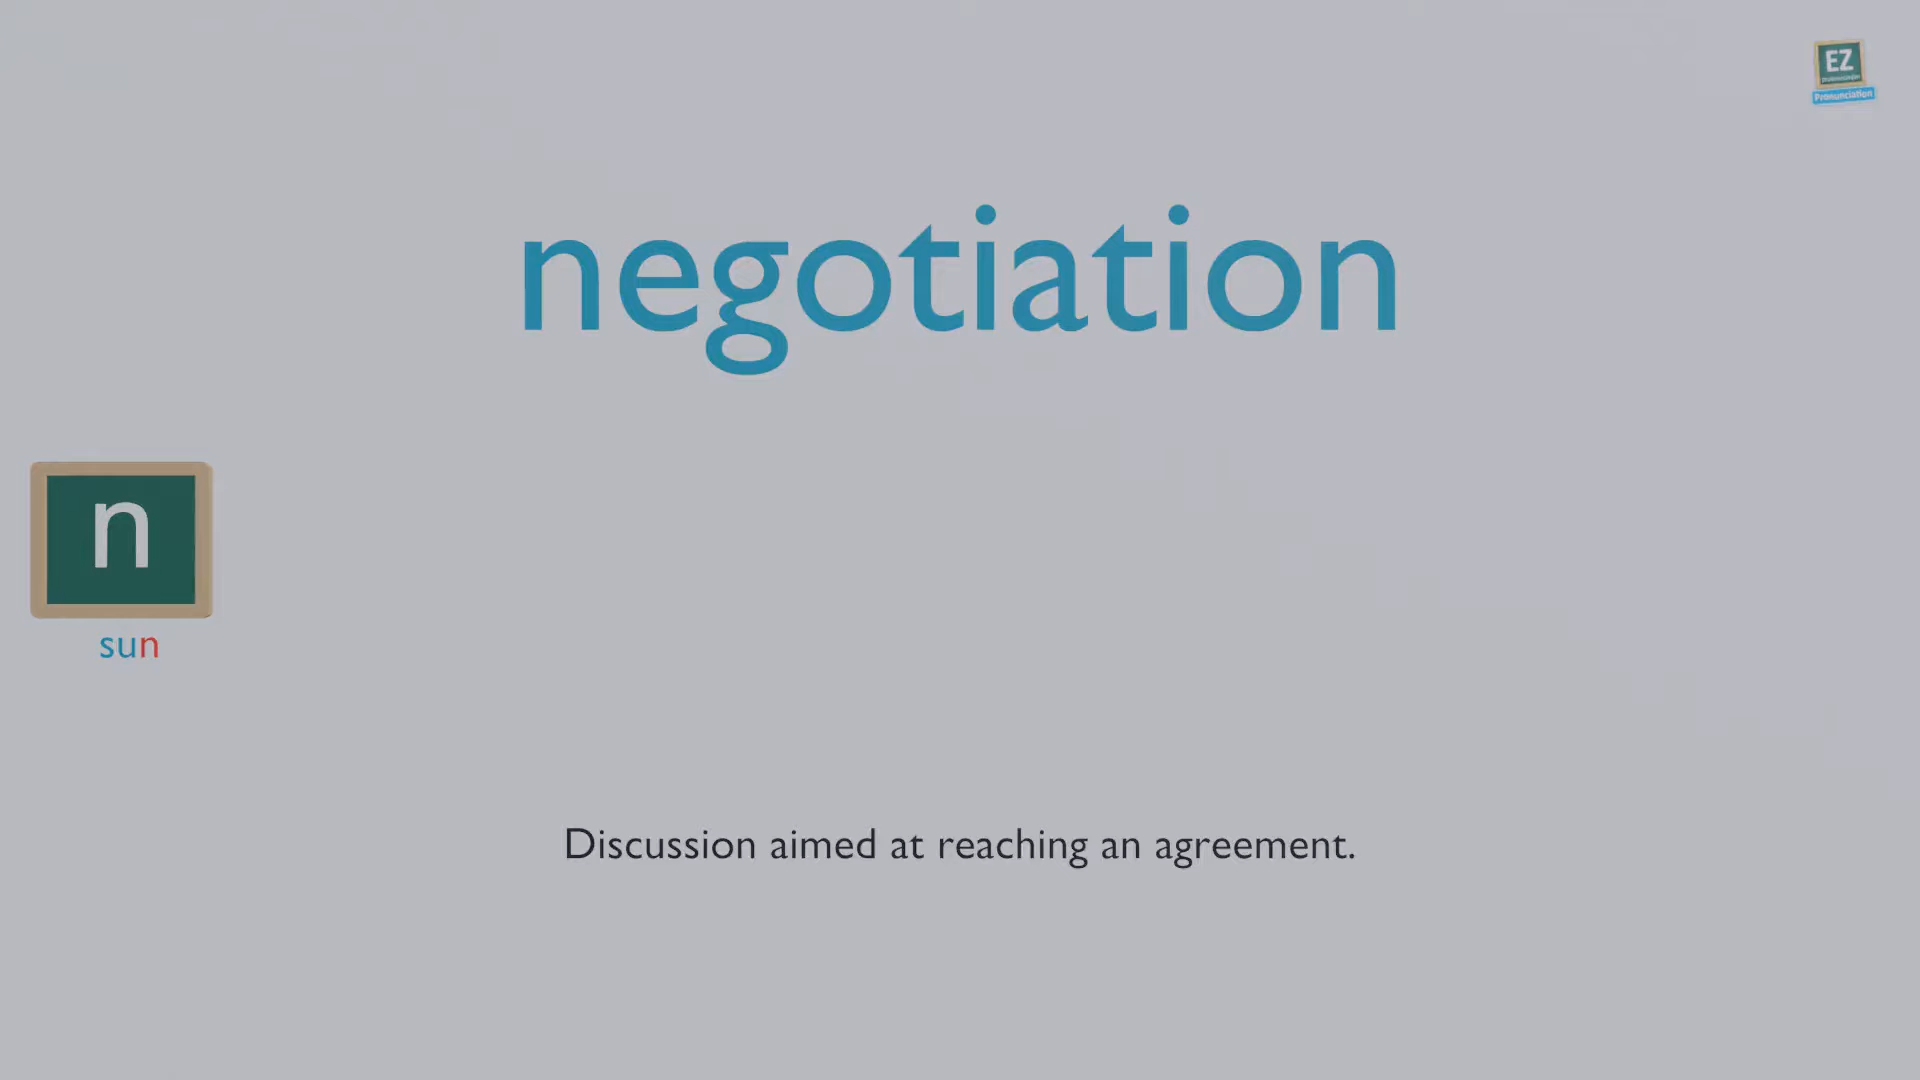 EZ
Pronunciation
negotiation
n
sun
Discussion aimed at reaching an agreement.